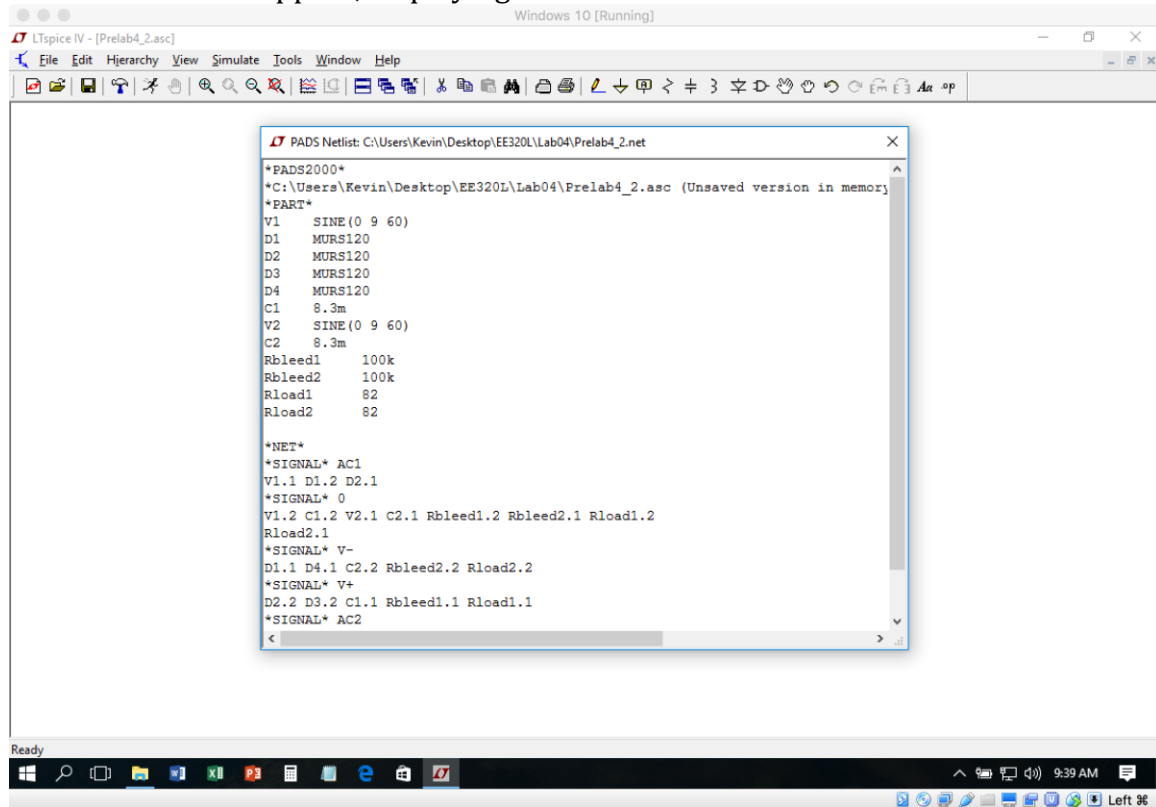 Windows 10 [Running]
LTspice IV - [Prelab4_2.asc]
File Edit Hierarchy View Simulate Tools Window Help
Aa .op
PADS Netlist: C:\Users\Kevin\Desktop\EE320L\Lab04\Prelab4_2.net
*PADS2000*
*C:\Users\Kevin\Desktop\EE320L\Lab04\Prelab4_2.asc (Unsaved version in memory
*PART*
V1 SINE(0 9 60)
D1 MURS120
D2 MURS120
D3 MURS120
D4 MURS120
C1 8.3m
V2 SINE(0 9 60)
C2 8.3m
Rbleed1 100k
Rbleed2 100k
Rload1 82
Rload2 82
*NET*
*SIGNAL* AC1
V1.1 D1.2 D2.1
*SIGNAL* 0
V1.2 C1.2 V2.1 C2.1 Rbleed1.2 Rbleed2.1 Rload1.2
Rload2.1
*SIGNAL* V-
D1.1 D4.1 C2.2 Rbleed2.2 Rload2.2
*SIGNAL* V+
D2.2 D3.2 C1.1 Rbleed1.1 Rload1.1
*SIGNAL* AC2
Ready
9:39 AM
Left ⌘